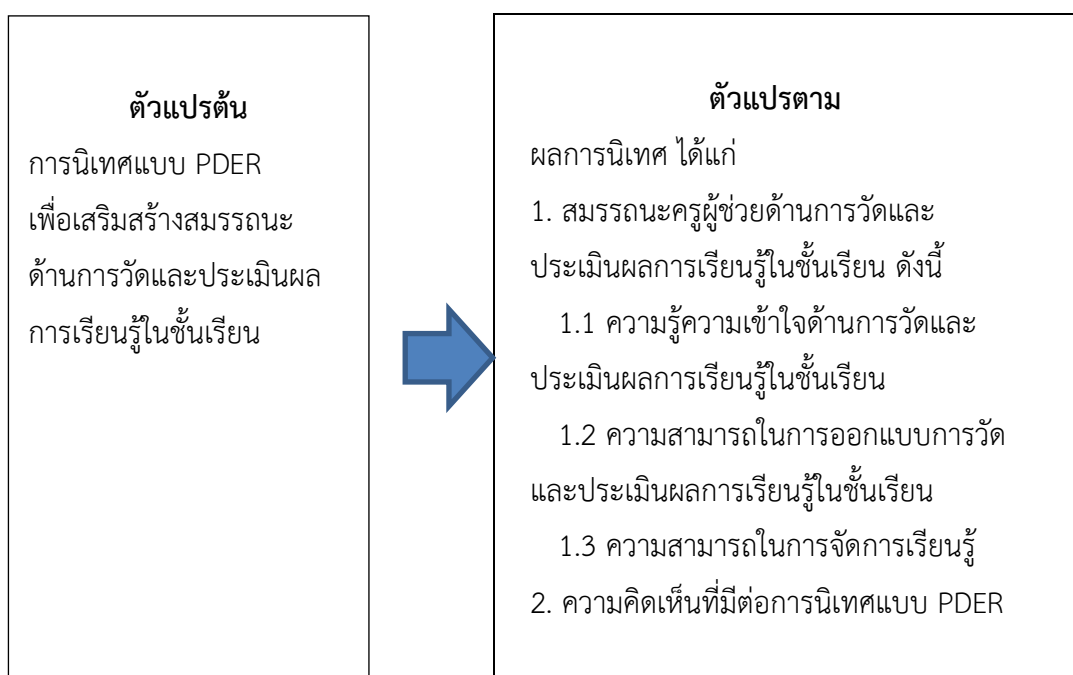 ตัวแปรต้น
การนิเทศแบบ PDER
เพื่อเสริมสร้างสมรรถนะ
ด้านการวัดและประเมินผล
การเรียนรู้ในชั้นเรียน
ตัวแปรตาม
ผลการนิเทศ ได้แก่
1. สมรรถนะครูผู้ช่วยด้านการวัดและ
ประเมินผลการเรียนรู้ในชั้นเรียน ดังนี้
1.1 ความรู้ความเข้าใจด้านการวัดและ
ประเมินผลการเรียนรู้ในชั้นเรียน
1.2 ความสามารถในการออกแบบการวัด
และประเมินผลการเรียนรู้ในชั้นเรียน
1.3 ความสามารถในการจัดการเรียนรู้
2. ความคิดเห็นที่มีต่อการนิเทศแบบ PDER